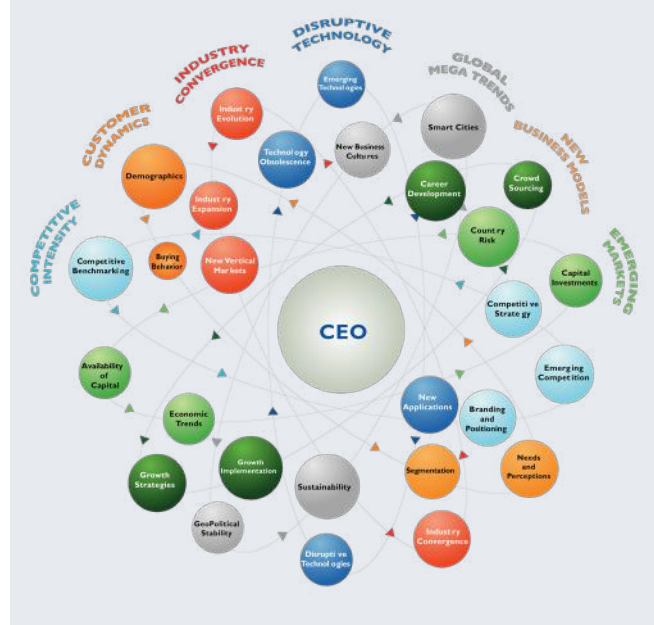 DISRUPTIVE
TECHNOLOGY
INDUSTRY
CONVERGENCE
GLOBAL
MEGA TRENDS
CUSTOMER
DYNAMICS
NEW
BUSINESS MODELS
COMPETITIVE
INTENSITY
EMERGING
MARKETS
Emerging
Technologies
Industry
Evolution
Smart Cities
Technology
Obsolescence
New Business
Cultures
Demographics
Career
Development
Crowd
Sourcing
Industry
Expansion
Country
Risk
Competitive
Benchmarking
Buying
Behavior
New Vertical
Markets
Capital
Investments
Competitive
Strategy
CEO
Availability
of
Capital
Emerging
Competition
New
Applications
Branding
and
Positioning
Economic
Trends
Growth
Strategies
Growth
Implementation
Sustainability
Segmentation
Needs
and
Perceptions
GeoPolitical
Stability
Industry
Convergence
Disruptive
Technologies